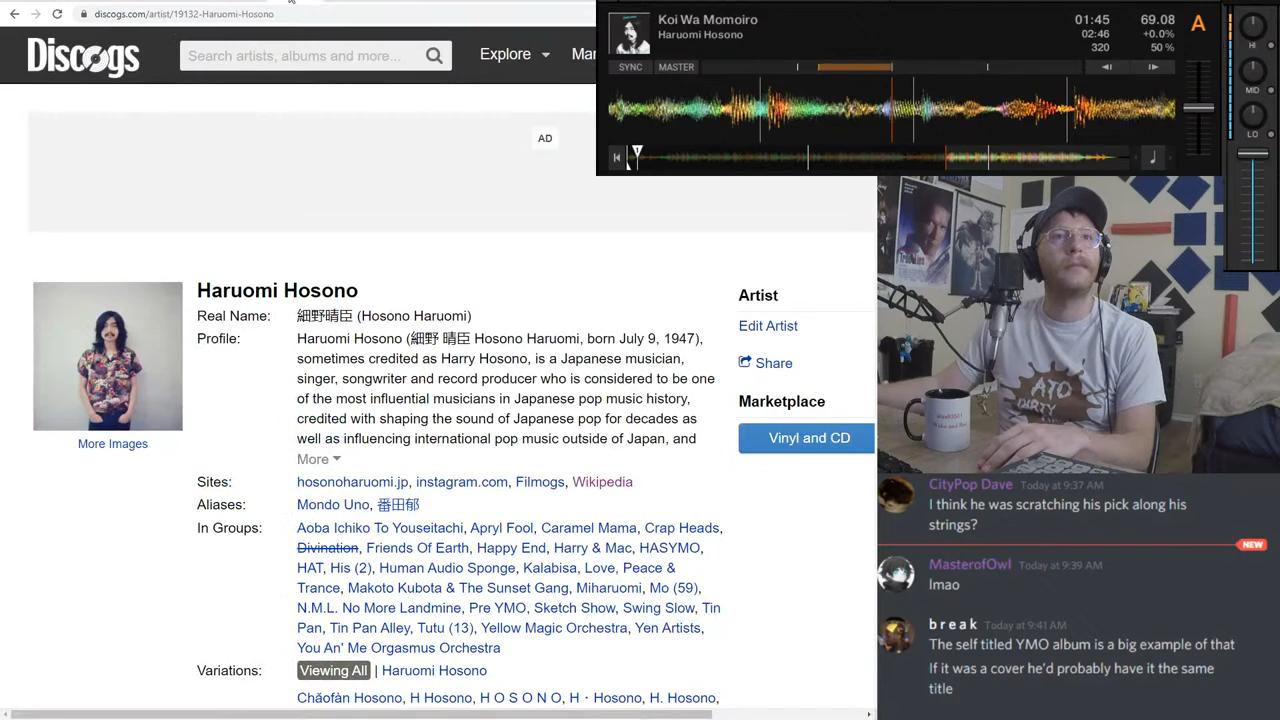 discogs.com/artist/19132-Haruomi-Hosono
Discogs
Search artists, albums and more...
Explore
Mar
AD
Koi Wa Momoiro
Haruomi Hosono
01:45
02:46
320
69.08
+0.0%
50 %
A
SYNC
MASTER
HI
MID
LO
1
Haruomi Hosono
Real Name: 細野晴臣 (Hosono Haruomi)
Profile: Haruomi Hosono (細野 晴臣 Hosono Haruomi, born July 9, 1947),
sometimes credited as Harry Hosono, is a Japanese musician,
singer, songwriter and record producer who is considered to be one
of the most influential musicians in Japanese pop music history,
credited with shaping the sound of Japanese pop for decades as
well as influencing international pop music outside of Japan, and
More
More Images
Sites: hosonoharuomi.jp, instagram.com, Filmogs, Wikipedia
Aliases: Mondo Uno, 番田郁
In Groups: Aoba Ichiko To Youseitachi, Apryl Fool, Caramel Mama, Crap Heads,
Divination, Friends Of Earth, Happy End, Harry & Mac, HASYMO,
HAT, His (2), Human Audio Sponge, Kalabisa, Love, Peace &
Trance, Makoto Kubota & The Sunset Gang, Miharuomi, Mo (59),
N.M.L. No More Landmine, Pre YMO, Sketch Show, Swing Slow, Tin
Pan, Tin Pan Alley, Tutu (13), Yellow Magic Orchestra, Yen Artists,
You An' Me Orgasmus Orchestra
Variations: Viewing All | Haruomi Hosono
Chǎofàn Hosono, H Hosono, H O S O N O, H・Hosono, H. Hosono,
Artist
Edit Artist
Share
Marketplace
Vinyl and CD
ATO
DIRTY
CityPop Dave Today at 9:37 AM
I think he was scratching his pick along his
strings?
NEW
MasterofOwl Today at 9:39 AM
lmao
break Today at 9:41 AM
The self titled YMO album is a big example of that
If it was a cover he'd probably have it the same
title